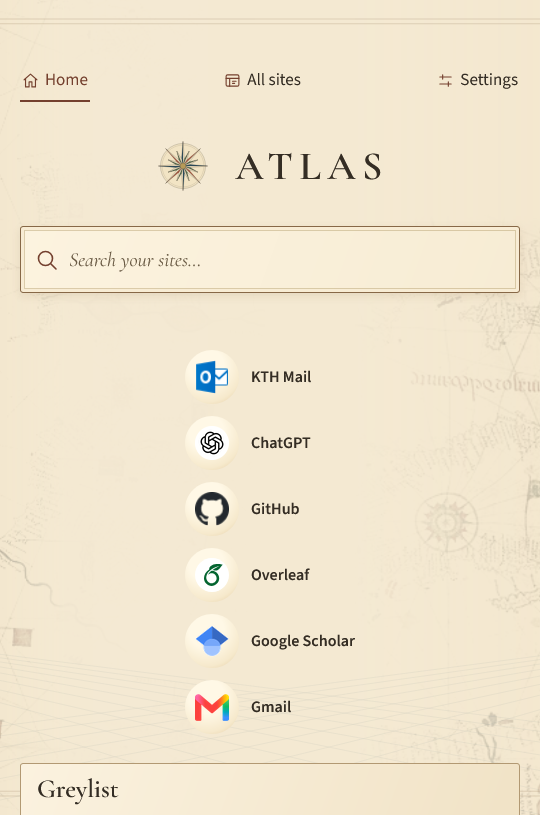 Home
All sites
Settings
ATLAS
Search your sites...
KTH Mail
ChatGPT
GitHub
Overleaf
Google Scholar
Gmail
Greylist